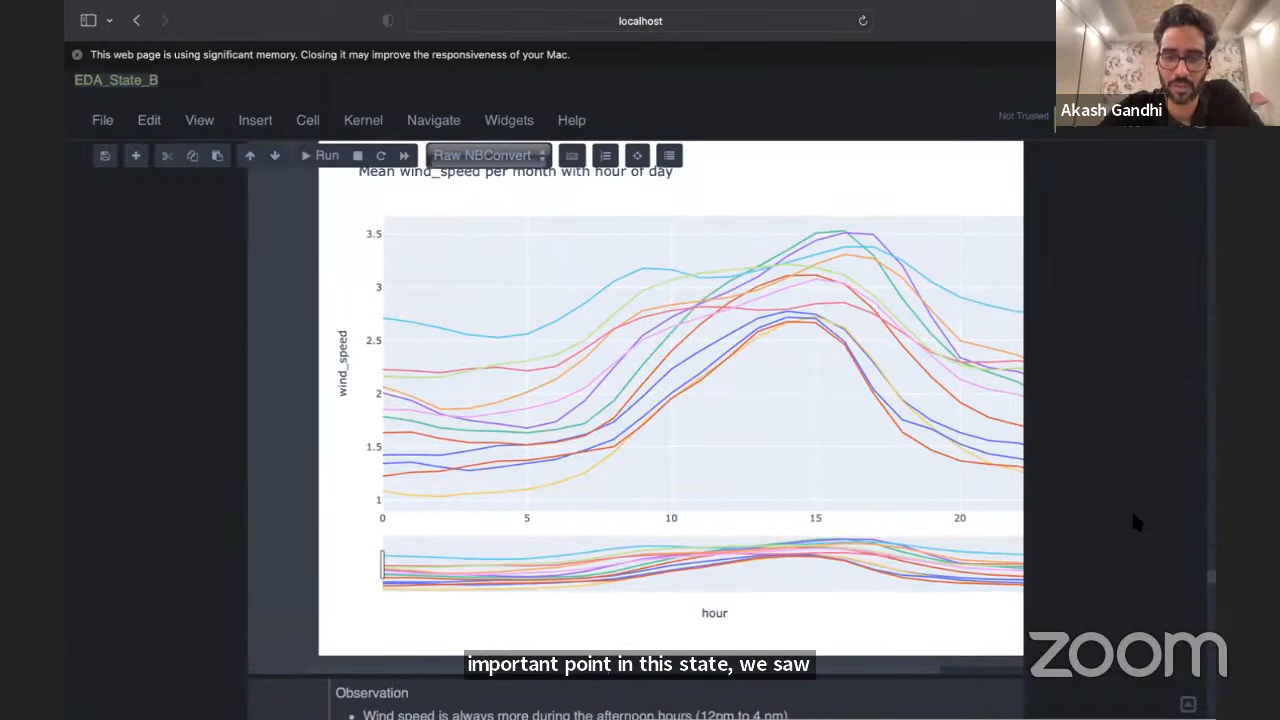 localhost
This web page is using significant memory. Closing it may improve the responsiveness of your Mac.
EDA_State_B
Akash Gandhi
File Edit View Insert Cell Kernel Navigate Widgets Help
Not Trusted
Run
Raw NBConvert
Mean wind_speed per month with hour of day
wind_speed
3.5
3
2.5
2
1.5
1
0 5 10 15 20
hour
zoom
important point in this state, we saw
Observation
Wind speed is always more during the afternoon hours (12pm to 4 pm)